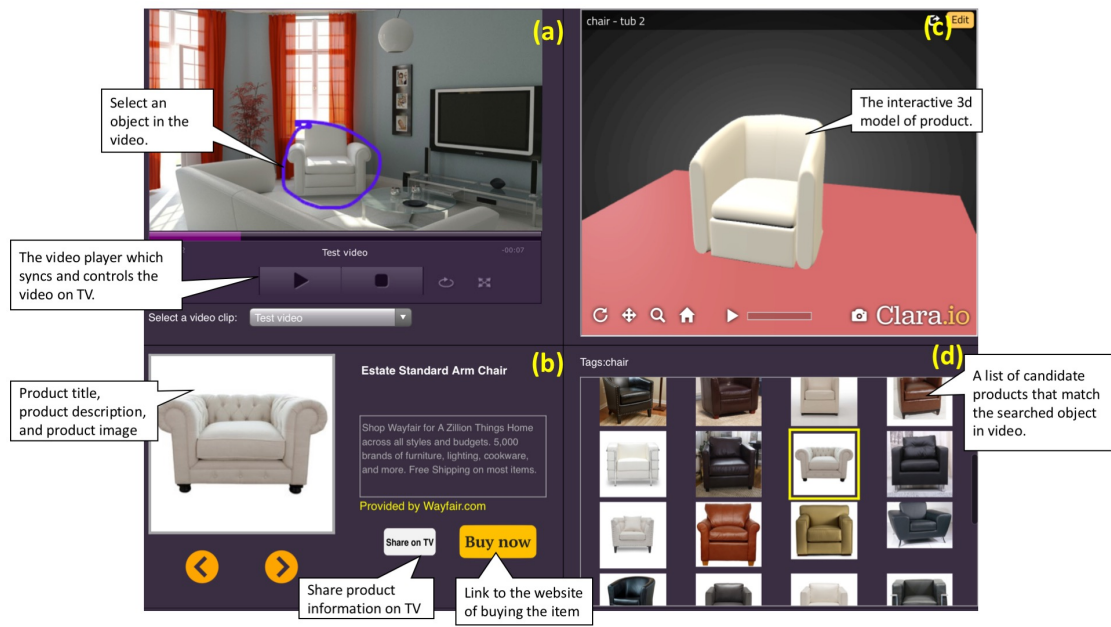 (a)
Select an
object in the
video.
The video player which
syncs and controls the
video on TV.
Test video
-00:07
Select a video clip:
Test video
chair - tub 2
(c)
Edit
The interactive 3d
model of product.
Clara.io
(b)
Product title,
product description,
and product image
Estate Standard Arm Chair
Shop Wayfair for A Zillion Things Home
across all styles and budgets. 5,000
brands of furniture, lighting, cookware,
and more. Free Shipping on most items.
Provided by Wayfair.com
Share on TV
Buy now
Share product
information on TV
Link to the website
of buying the item
Tags:chair
(d)
A list of candidate
products that match
the searched object
in video.